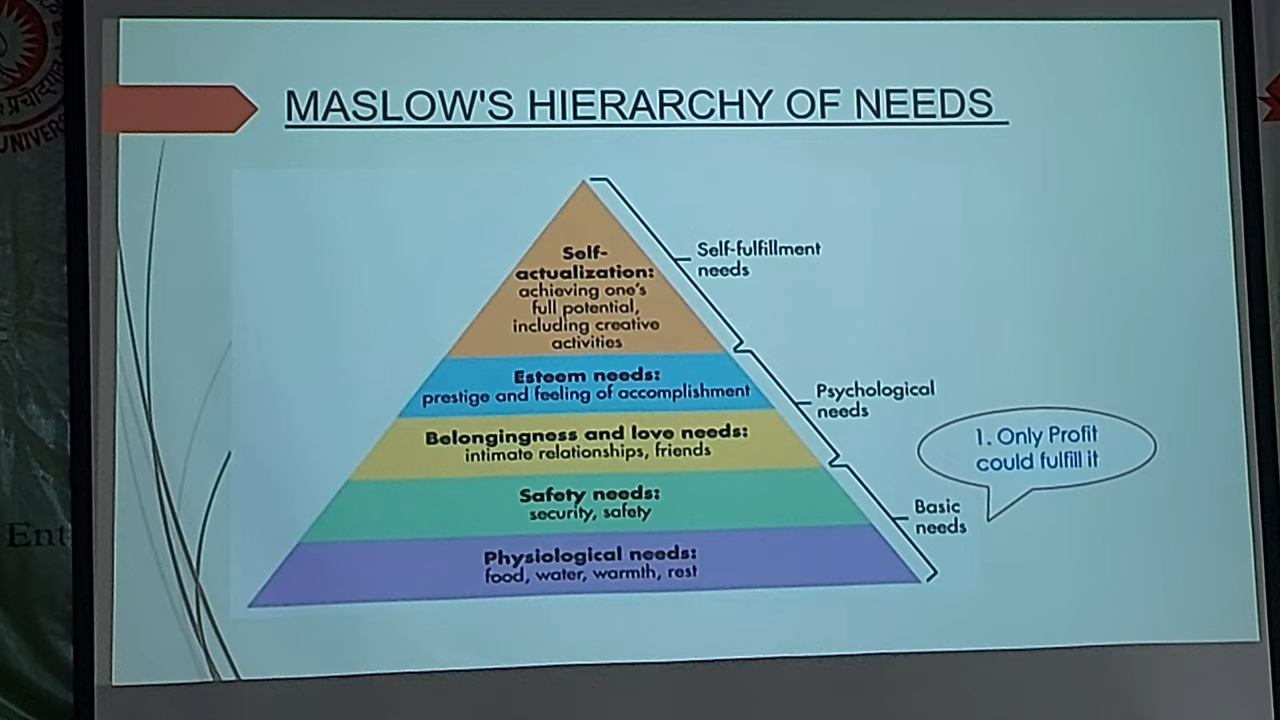 MASLOW'S HIERARCHY OF NEEDS
Self-
actualization:
achieving one's
full potential,
including creative
activities
Self-fulfillment
needs
Esteem needs:
prestige and feeling of accomplishment
Psychological
needs
Belongingness and love needs:
intimate relationships, friends
1. Only Profit
could fulfill it
Safety needs:
security, safety
Basic
needs
Physiological needs:
food, water, warmth, rest
Ent